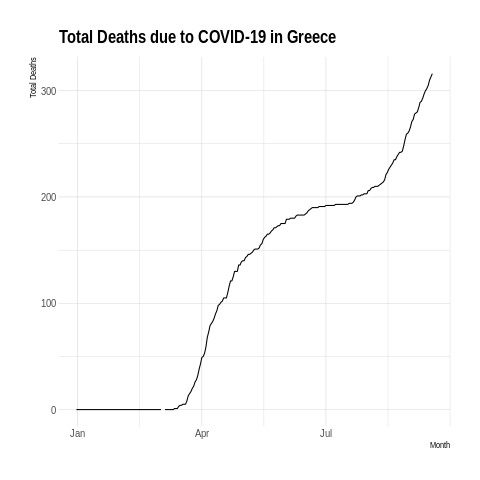 Total Deaths due to COVID-19 in Greece
Total Deaths
300
200
100
0
Jan Apr Jul
Month